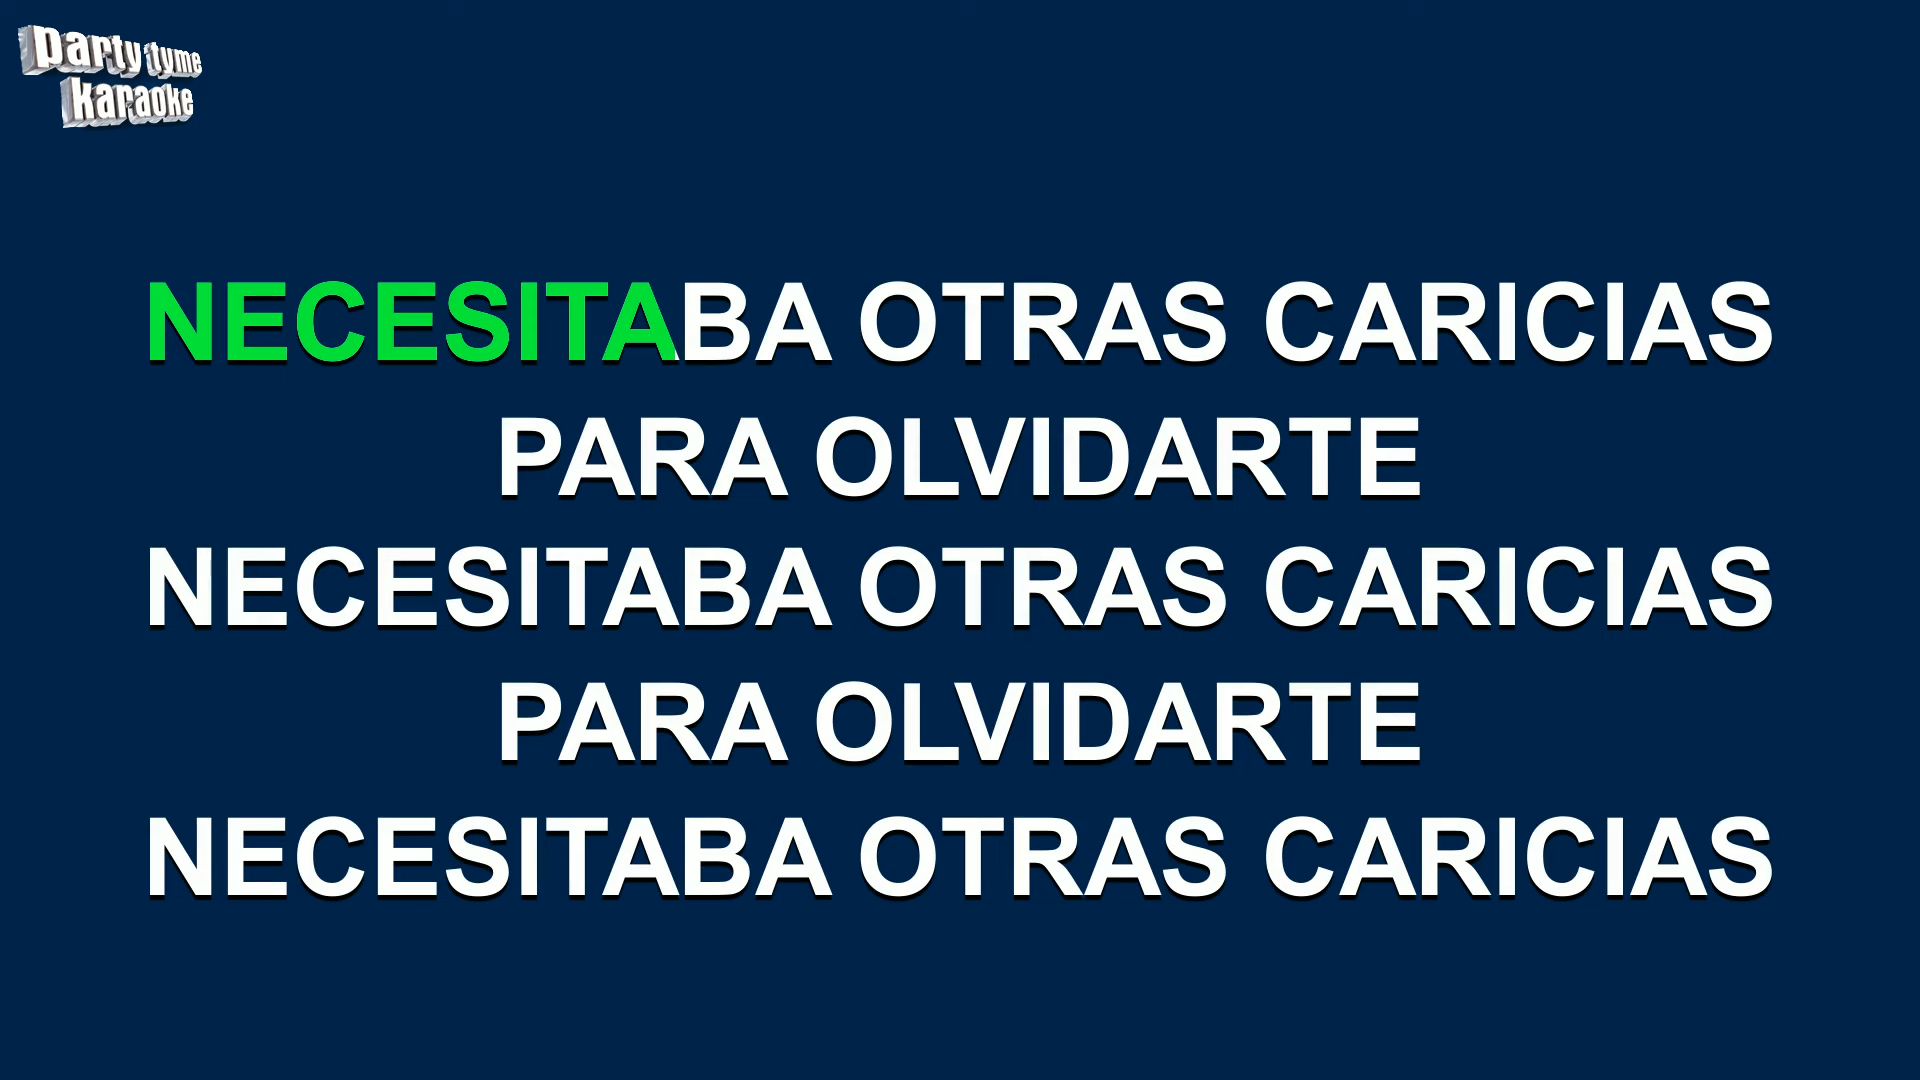 party tyme
karaoke
NECESITABA OTRAS CARICIAS
PARA OLVIDARTE
NECESITABA OTRAS CARICIAS
PARA OLVIDARTE
NECESITABA OTRAS CARICIAS